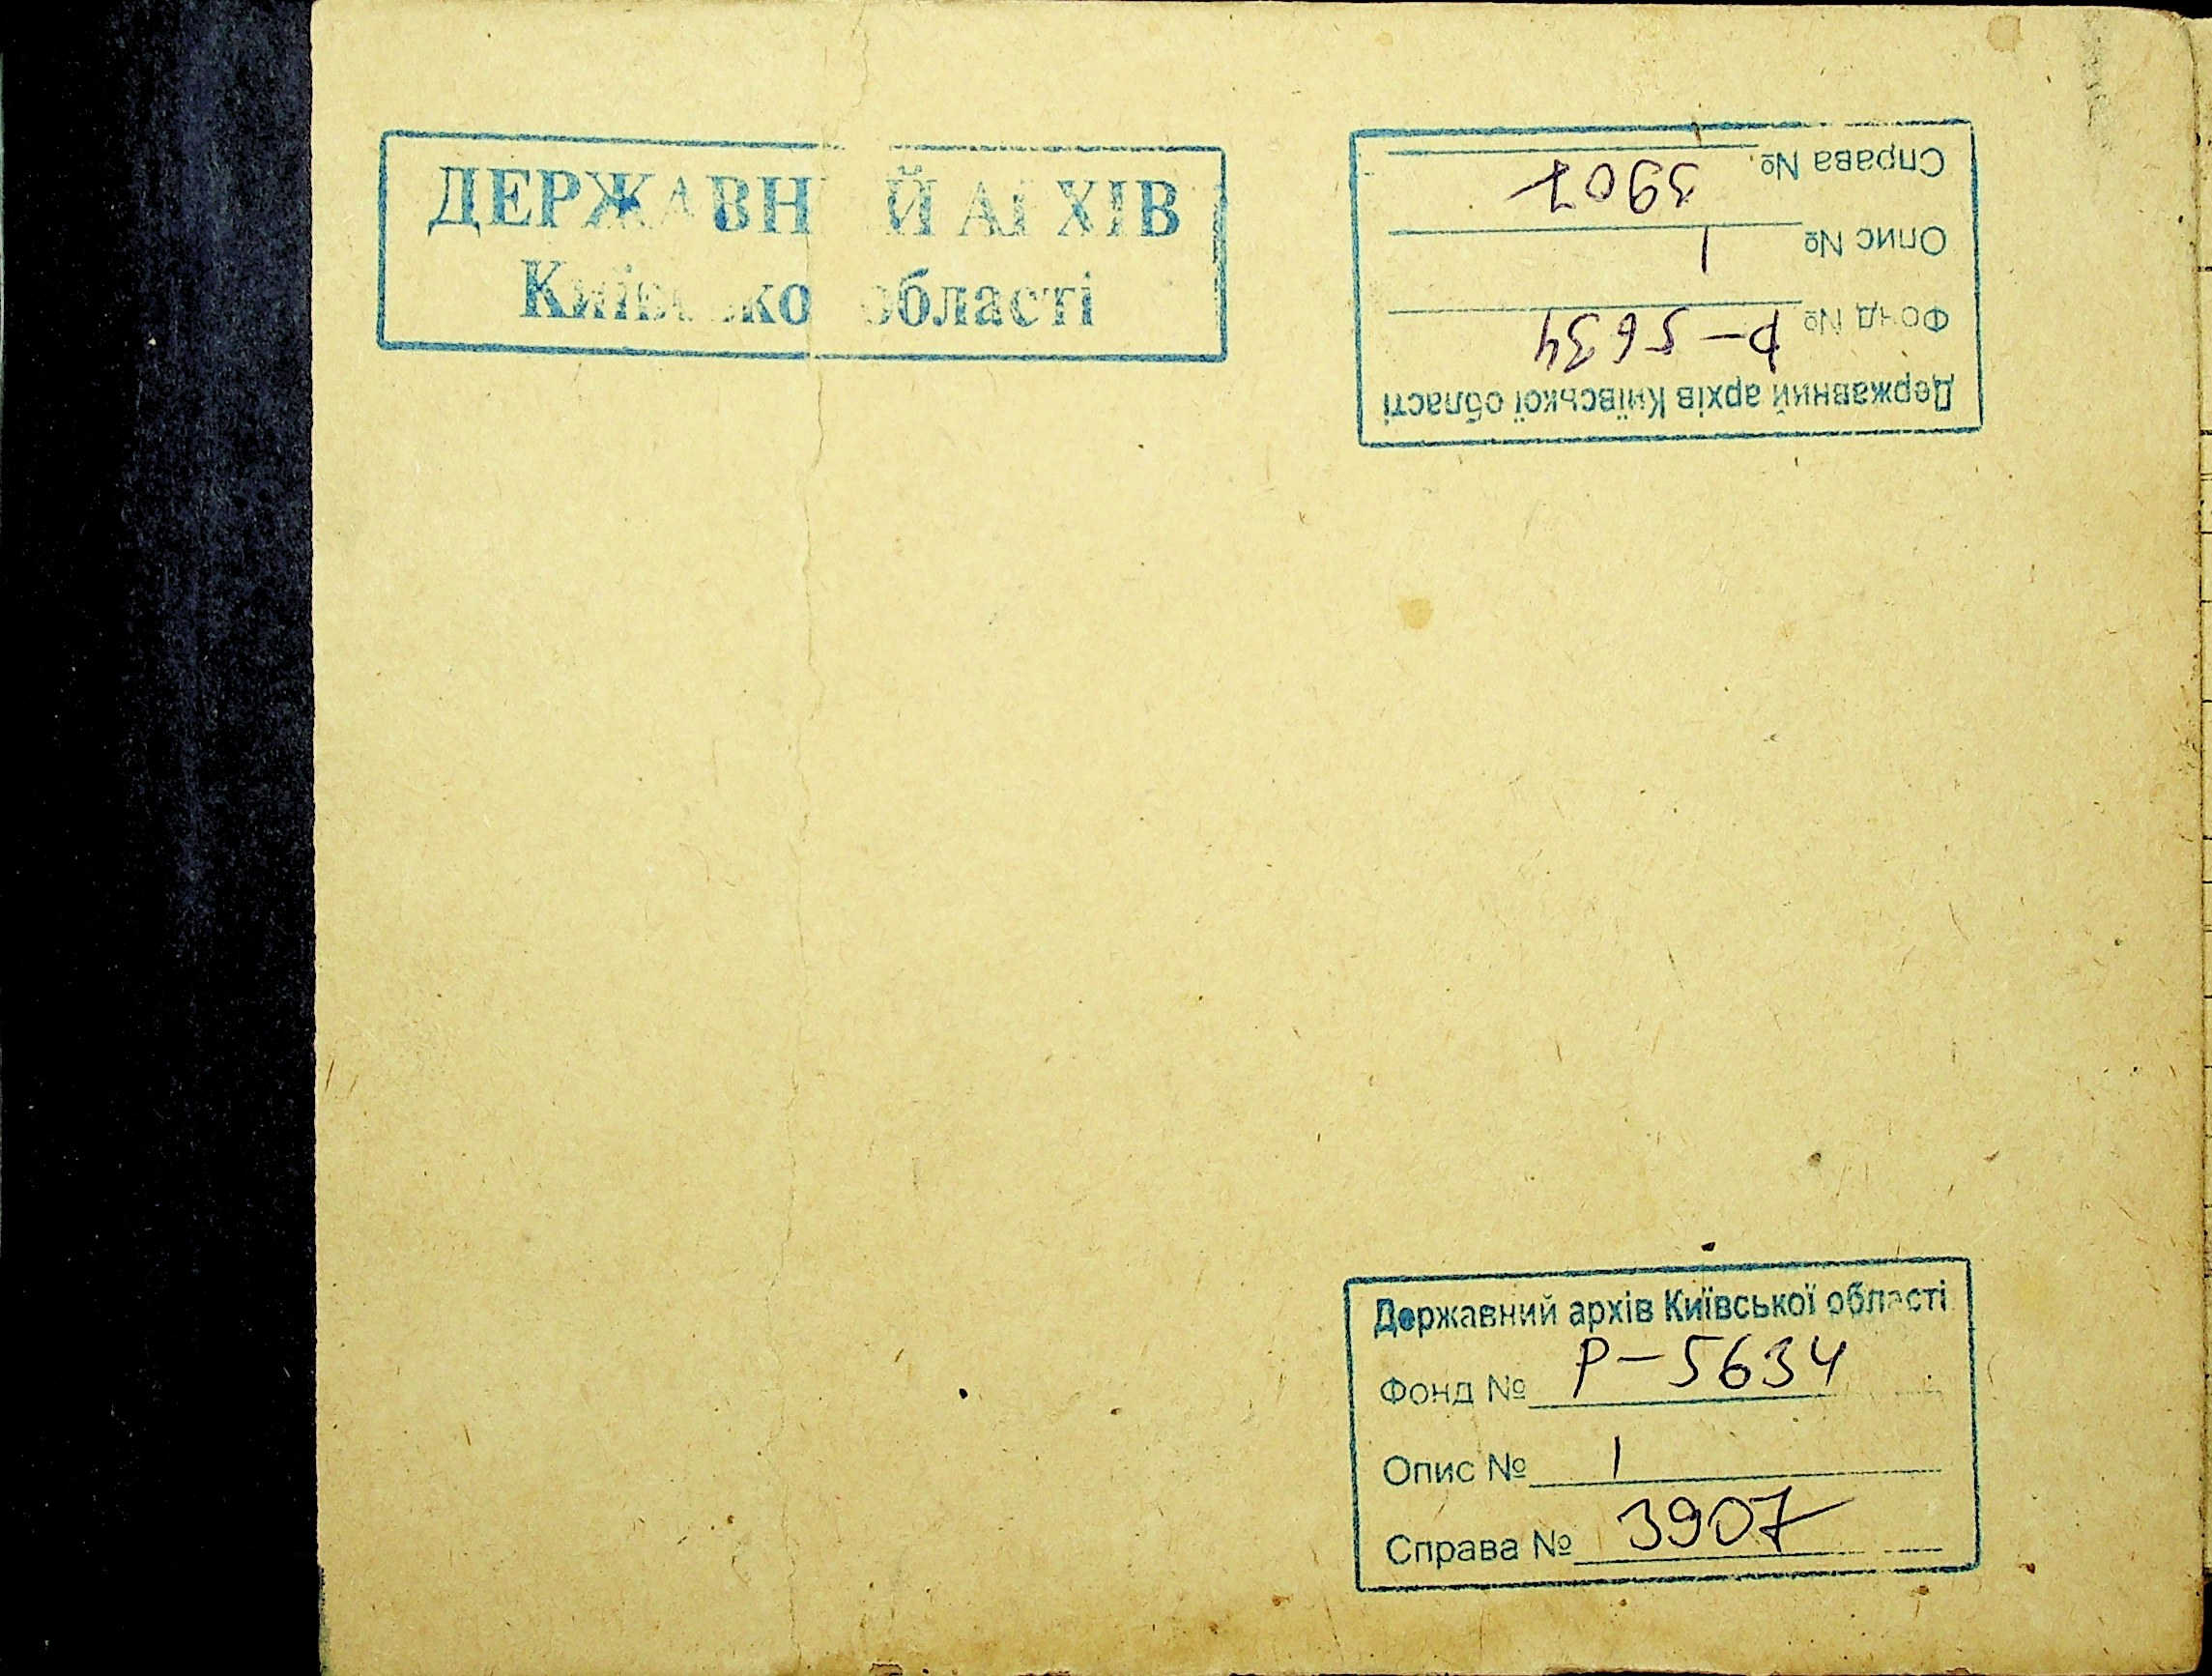 ДЕРЖАВНИЙ АРХІВ
Київської області
Державний архів Київської області
Фонд № Р-5634
Опис № 1
Справа № 3907
Державний архів Київської області
Фонд № Р-5634
Опис № 1
Справа № 3907